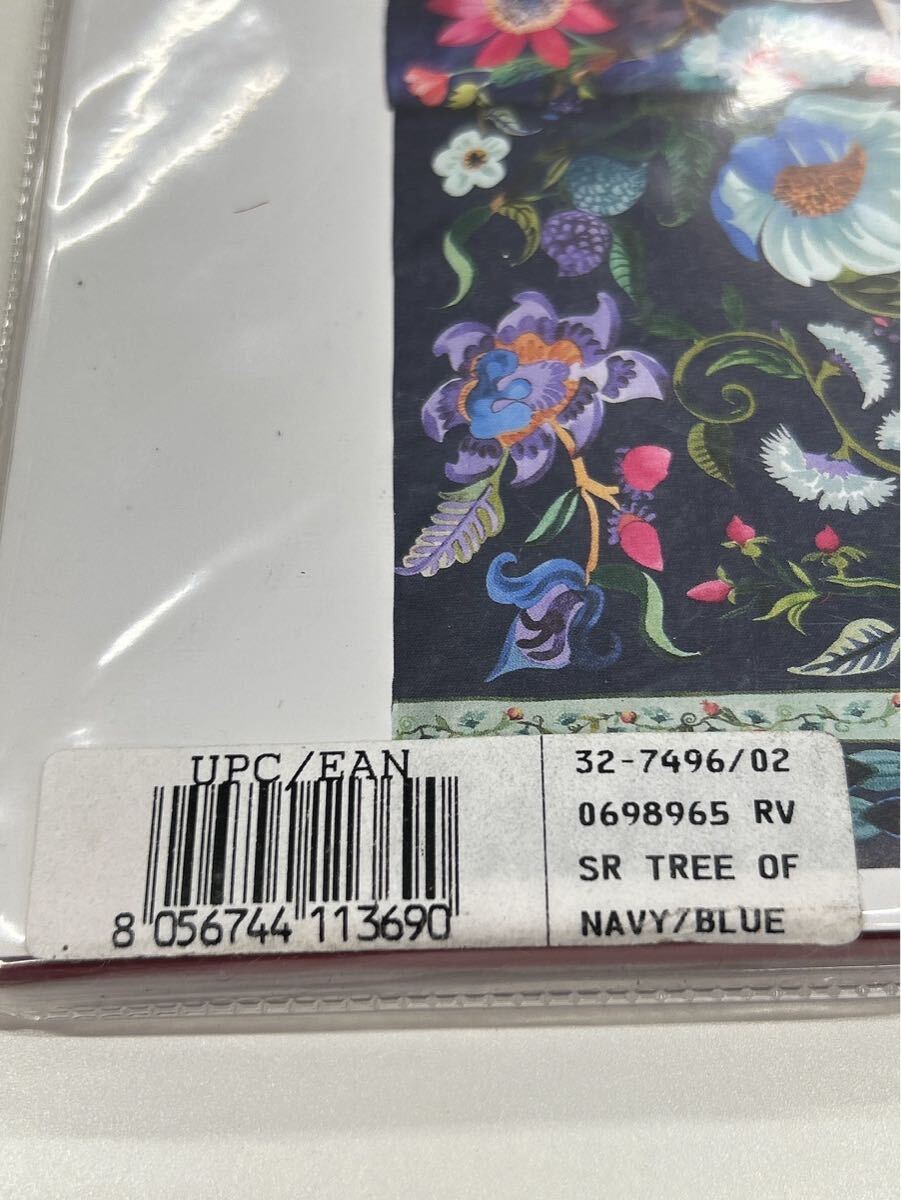 UPC/EAN
8 056744 113690
32-7496/02
0698965 RV
SR TREE OF
NAVY/BLUE